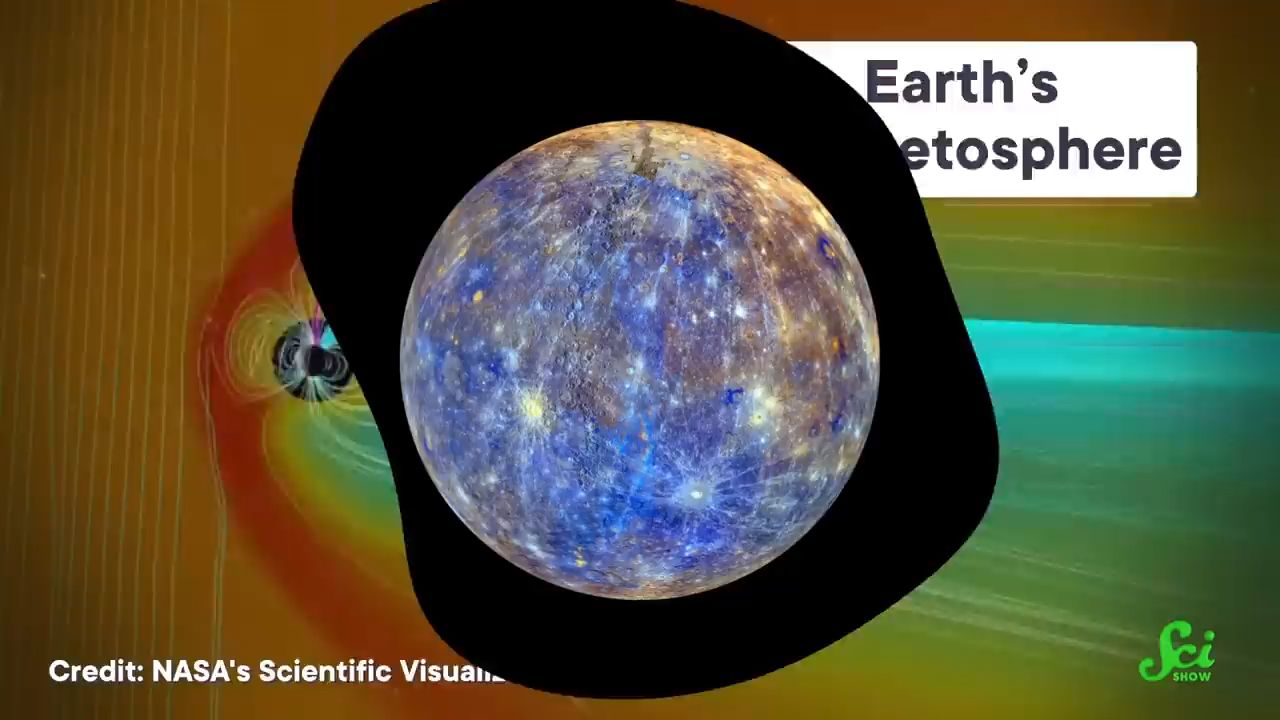 Earth's
etosphere
Credit: NASA's Scientific Visuali
Sci
SHOW